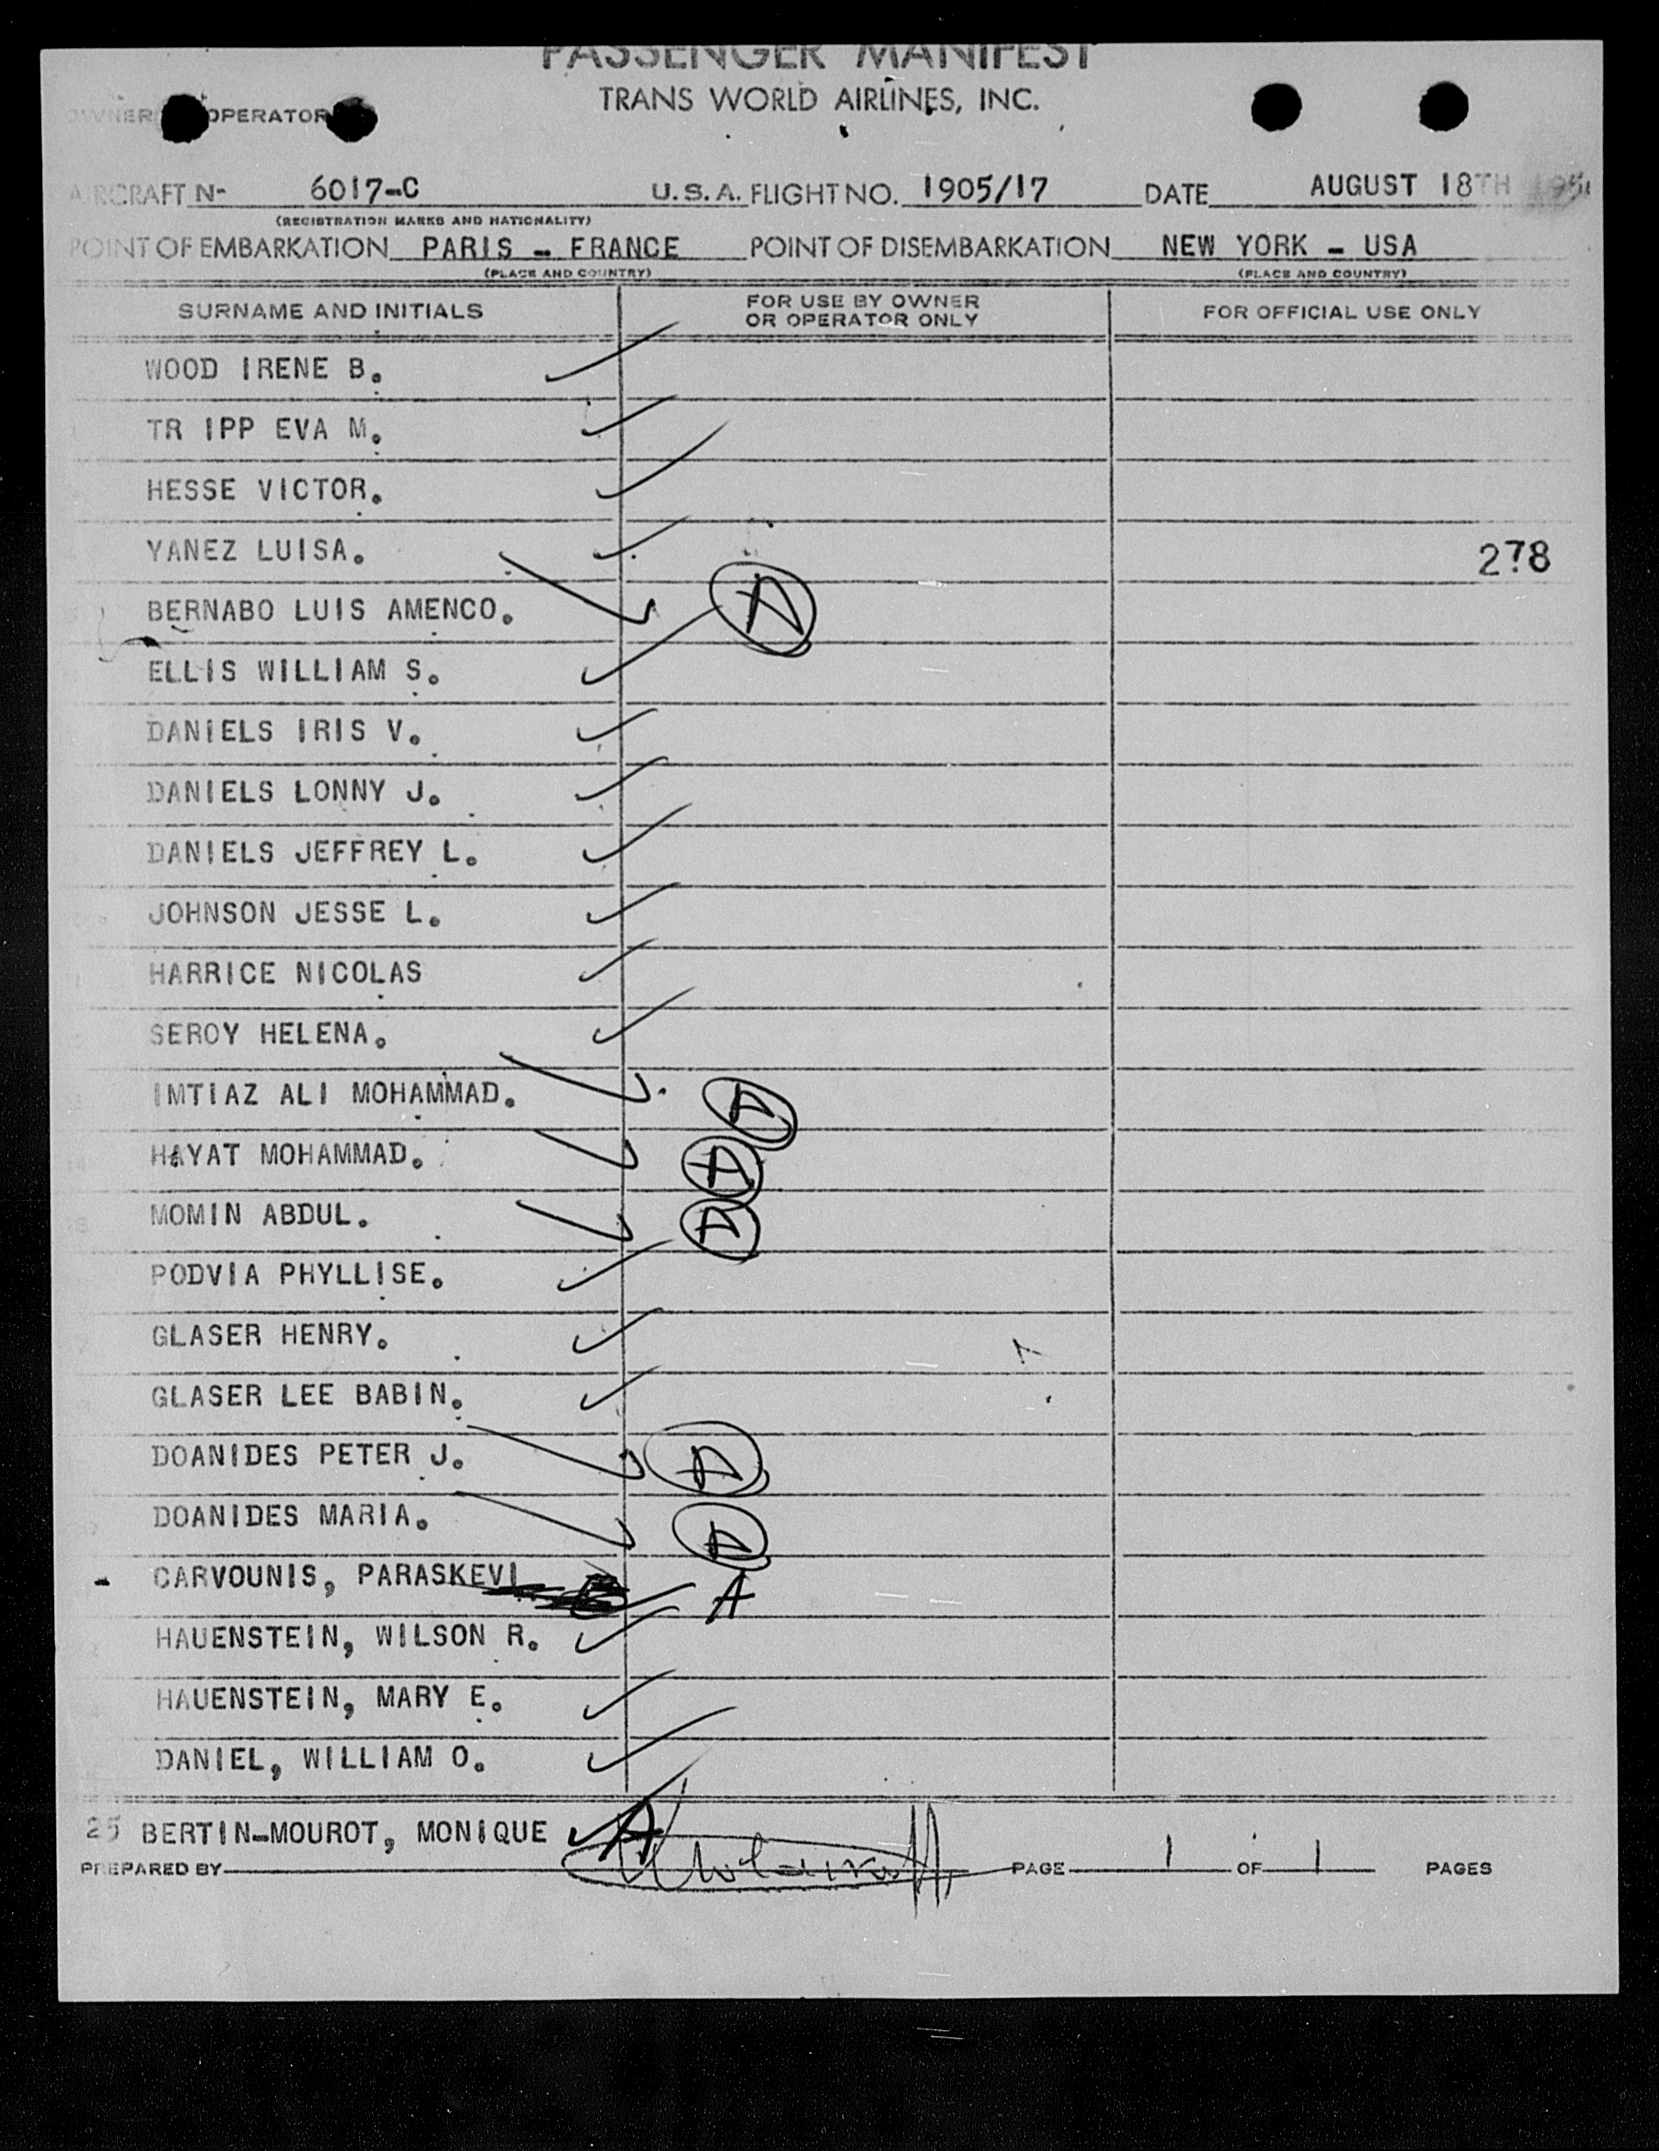 PASSENGER MANIFEST
TRANS WORLD AIRLINES, INC.
OWNER OPERATOR
AIRCRAFT No 6017-C U.S.A. FLIGHT NO. 1905/17 DATE AUGUST 18TH
(REGISTRATION MARKS AND NATIONALITY)
POINT OF EMBARKATION PARIS - FRANCE POINT OF DISEMBARKATION NEW YORK - USA
(PLACE AND COUNTRY) (PLACE AND COUNTRY)
SURNAME AND INITIALS FOR USE BY OWNER OR OPERATOR ONLY FOR OFFICIAL USE ONLY
WOOD IRENE B.
TR IPP EVA M.
HESSE VICTOR.
YANEZ LUISA. 278
BERNABO LUIS AMENCO. A
ELLIS WILLIAM S.
DANIELS IRIS V.
DANIELS LONNY J.
DANIELS JEFFREY L.
JOHNSON JESSE L.
HARRICE NICOLAS
SEROY HELENA.
IMTIAZ ALI MOHAMMAD. A
HAYAT MOHAMMAD. A
MOMIN ABDUL. A
PODVIA PHYLLISE.
GLASER HENRY.
GLASER LEE BABIN.
DOANIDES PETER J. A
DOANIDES MARIA. A
- CARVOUNIS, PARASKEVI A
HAUENSTEIN, WILSON R.
HAUENSTEIN, MARY E.
DANIEL, WILLIAM O.
25 BERTIN-MOUROT, MONIQUE A
PREPARED BY PAGE 1 OF 1 PAGES